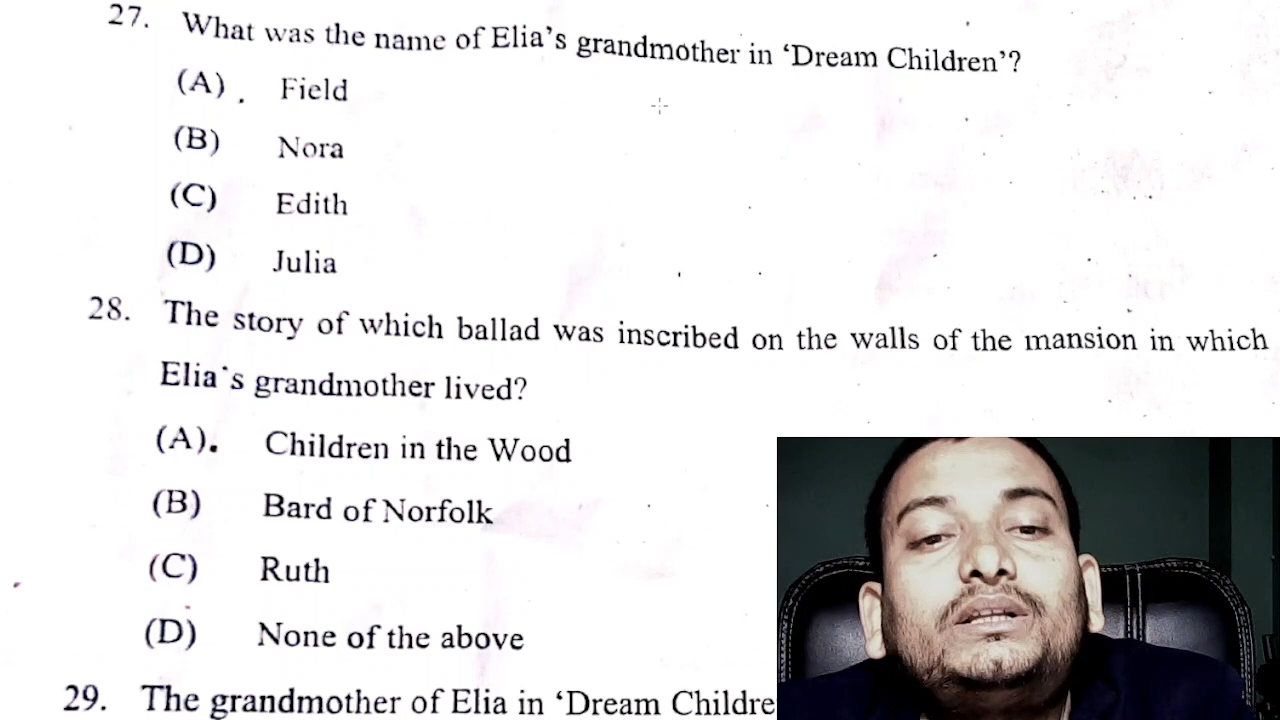 27. What was the name of Elia's grandmother in 'Dream Children'?
(A). Field
(B) Nora
(C) Edith
(D) Julia
28. The story of which ballad was inscribed on the walls of the mansion in which
Elia's grandmother lived?
(A). Children in the Wood
(B) Bard of Norfolk
(C) Ruth
(D) None of the above
29. The grandmother of Elia in 'Dream Childre